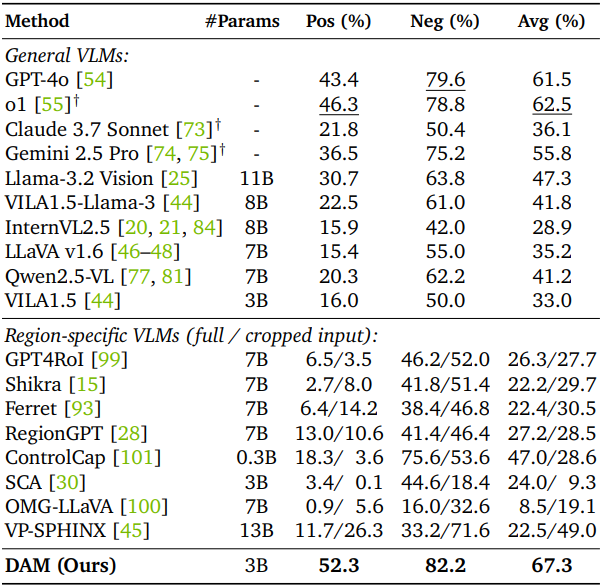 Method #Params Pos (%) Neg (%) Avg (%)
General VLMs:
GPT-4o [54] - 43.4 79.6 61.5
o1 [55]† - 46.3 78.8 62.5
Claude 3.7 Sonnet [73]† - 21.8 50.4 36.1
Gemini 2.5 Pro [74, 75]† - 36.5 75.2 55.8
Llama-3.2 Vision [25] 11B 30.7 63.8 47.3
VILA1.5-Llama-3 [44] 8B 22.5 61.0 41.8
InternVL2.5 [20, 21, 84] 8B 15.9 42.0 28.9
LLaVA v1.6 [46–48] 7B 15.4 55.0 35.2
Qwen2.5-VL [77, 81] 7B 20.3 62.2 41.2
VILA1.5 [44] 3B 16.0 50.0 33.0
Region-specific VLMs (full / cropped input):
GPT4RoI [99] 7B 6.5/3.5 46.2/52.0 26.3/27.7
Shikra [15] 7B 2.7/8.0 41.8/51.4 22.2/29.7
Ferret [93] 7B 6.4/14.2 38.4/46.8 22.4/30.5
RegionGPT [28] 7B 13.0/10.6 41.4/46.4 27.2/28.5
ControlCap [101] 0.3B 18.3/ 3.6 75.6/53.6 47.0/28.6
SCA [30] 3B 3.4/ 0.1 44.6/18.4 24.0/ 9.3
OMG-LLaVA [100] 7B 0.9/ 5.6 16.0/32.6 8.5/19.1
VP-SPHINX [45] 13B 11.7/26.3 33.2/71.6 22.5/49.0
DAM (Ours) 3B 52.3 82.2 67.3